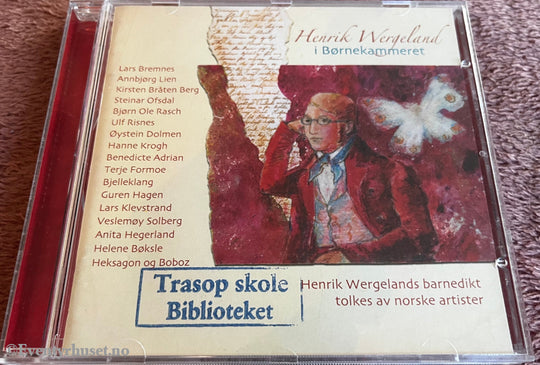 Henrik Wergeland
i Børnekammeret
Lars Bremnes
Annbjørg Lien
Kirsten Bråten Berg
Steinar Ofsdal
Bjørn Ole Rasch
Ulf Risnes
Øystein Dolmen
Hanne Krogh
Benedicte Adrian
Terje Formoe
Bjelleklang
Guren Hagen
Lars Klevstrand
Veslemøy Solberg
Anita Hegerland
Helene Bøksle
Heksagon og Boboz
Trasop skole
Biblioteket
Henrik Wergelands barnedikt
tolkes av norske artister
© Eventyrhuset.no